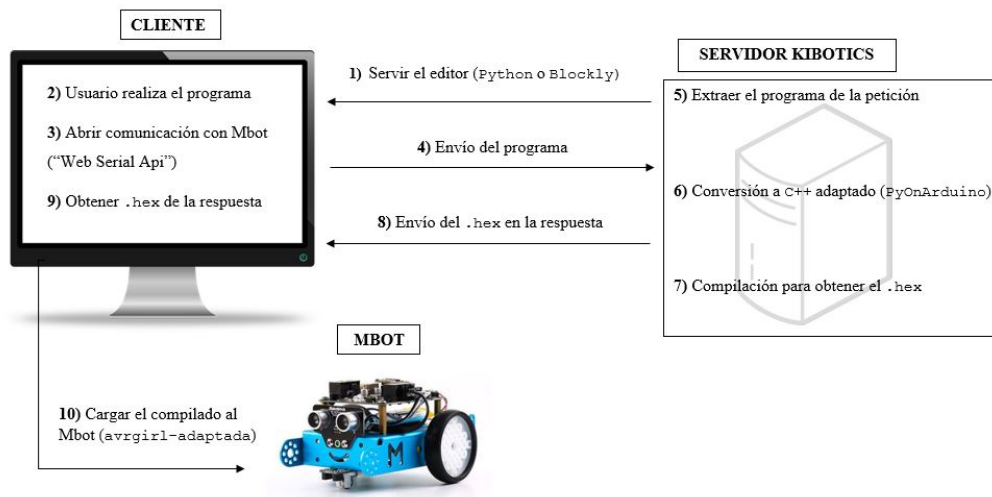 CLIENTE
SERVIDOR KIBOTICS
1) Servir el editor (Python o Blockly)
2) Usuario realiza el programa
3) Abrir comunicación con Mbot
("Web Serial Api")
9) Obtener .hex de la respuesta
4) Envío del programa
8) Envío del .hex en la respuesta
5) Extraer el programa de la petición
6) Conversión a C++ adaptado (PyOnArduino)
7) Compilación para obtener el .hex
MBOT
10) Cargar el compilado al
Mbot (avrgirl-adaptada)
M